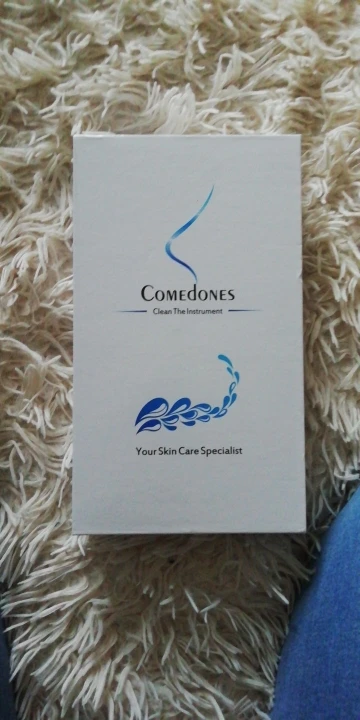 COMEDONES
Clean The Instrument
Your Skin Care Specialist